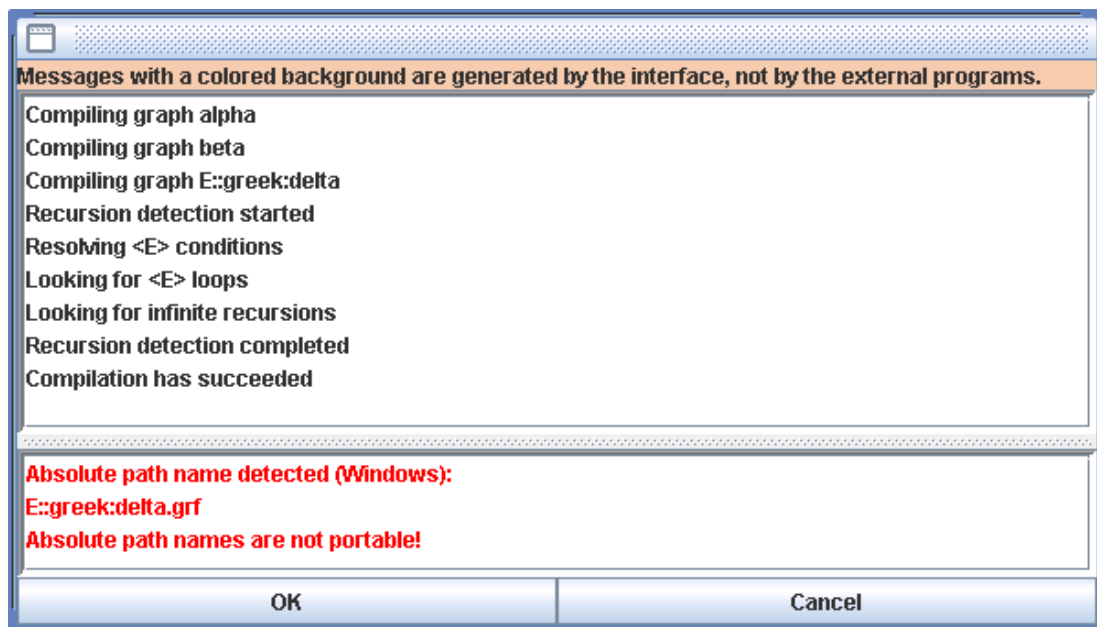 Messages with a colored background are generated by the interface, not by the external programs.
Compiling graph alpha
Compiling graph beta
Compiling graph E::greek:delta
Recursion detection started
Resolving <E> conditions
Looking for <E> loops
Looking for infinite recursions
Recursion detection completed
Compilation has succeeded
Absolute path name detected (Windows):
E::greek:delta.grf
Absolute path names are not portable!
OK Cancel